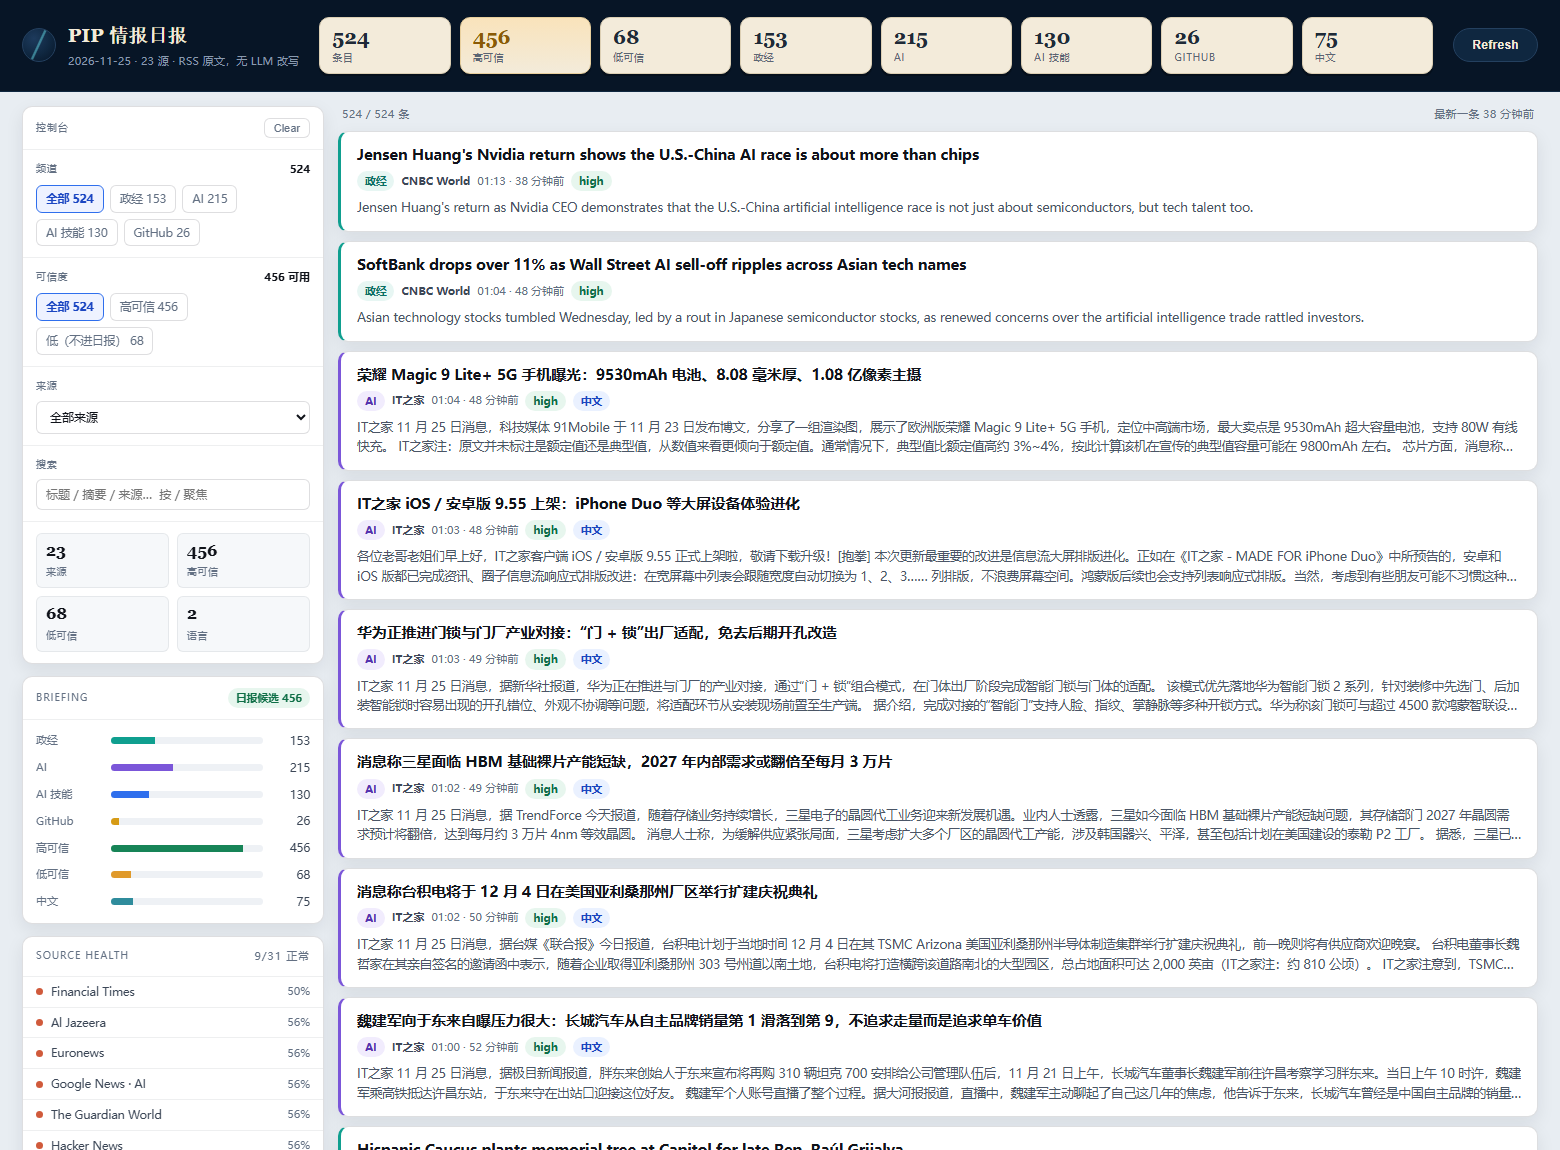 PIP 情报日报
2026-11-25 · 23 源 · RSS 原文，无 LLM 改写
524
条目
456
高可信
68
低可信
153
政经
215
AI
130
AI 技能
26
GITHUB
75
中文
Refresh
控制台
Clear
频道
524
全部 524
政经 153
AI 215
AI 技能 130
GitHub 26
可信度
456 可用
全部 524
高可信 456
低（不进日报） 68
来源
全部来源
搜索
标题 / 摘要 / 来源... 按 / 聚焦
23
来源
456
高可信
68
低可信
2
语言
BRIEFING
日报候选 456
政经 153
AI 215
AI 技能 130
GitHub 26
高可信 456
低可信 68
中文 75
SOURCE HEALTH
9/31 正常
Financial Times 50%
Al Jazeera 56%
Euronews 56%
Google News · AI 56%
The Guardian World 56%
Hacker News 56%
524 / 524 条
最新一条 38 分钟前
Jensen Huang's Nvidia return shows the U.S.-China AI race is about more than chips
政经 CNBC World 01:13 · 38 分钟前 high
Jensen Huang's return as Nvidia CEO demonstrates that the U.S.-China artificial intelligence race is not just about semiconductors, but tech talent too.
SoftBank drops over 11% as Wall Street AI sell-off ripples across Asian tech names
政经 CNBC World 01:04 · 48 分钟前 high
Asian technology stocks tumbled Wednesday, led by a rout in Japanese semiconductor stocks, as renewed concerns over the artificial intelligence trade rattled investors.
荣耀 Magic 9 Lite+ 5G 手机曝光：9530mAh 电池、8.08 毫米厚、1.08 亿像素主摄
AI IT之家 01:04 · 48 分钟前 high 中文
IT之家 11 月 25 日消息，科技媒体 91Mobile 于 11 月 23 日发布博文，分享了一组渲染图，展示了欧洲版荣耀 Magic 9 Lite+ 5G 手机，定位中高端市场，最大卖点是 9530mAh 超大容量电池，支持 80W 有线
快充。 IT之家注：原文并未标注是额定值还是典型值，从数值来看更倾向于额定值。通常情况下，典型值比额定值高约 3%~4%，按此计算该机在宣传的典型值容量可能在 9800mAh 左右。 芯片方面，消息称...
IT之家 iOS / 安卓版 9.55 上架：iPhone Duo 等大屏设备体验进化
AI IT之家 01:03 · 48 分钟前 high 中文
各位老哥老姐们早上好，IT之家客户端 iOS / 安卓版 9.55 正式上架啦，敬请下载升级！[抱拳] 本次更新最重要的改进是信息流大屏排版进化。正如在《IT之家 - MADE FOR iPhone Duo》中所预告的，安卓和
iOS 版都已完成资讯、圈子信息流响应式排版改进：在宽屏幕中列表会跟随宽度自动切换为 1、2、3...... 列排版，不浪费屏幕空间。鸿蒙版后续也会支持列表响应式排版。当然，考虑到有些朋友可能不习惯这种...
华为正推进门锁与门厂产业对接：“门 + 锁”出厂适配，免去后期开孔改造
AI IT之家 01:03 · 49 分钟前 high 中文
IT之家 11 月 25 日消息，据新华社报道，华为正在推进与门厂的产业对接，通过“门 + 锁”组合模式，在门体出厂阶段完成智能门锁与门体的适配。 该模式优先落地华为智能门锁 2 系列，针对装修中先选门、后加
装智能锁时容易出现的开孔错位、外观不协调等问题，将适配环节从安装现场前置至生产端。 据介绍，完成对接的“智能门”支持人脸、指纹、掌静脉等多种开锁方式。华为称该门锁可与超过 4500 款鸿蒙智联设...
消息称三星面临 HBM 基础裸片产能短缺，2027 年内部需求或翻倍至每月 3 万片
AI IT之家 01:02 · 49 分钟前 high 中文
IT之家 11 月 25 日消息，据 TrendForce 今天报道，随着存储业务持续增长，三星电子的晶圆代工业务迎来新发展机遇。业内人士透露，三星如今面临 HBM 基础裸片产能短缺问题，其存储部门 2027 年晶圆需
求预计将翻倍，达到每月约 3 万片 4nm 等效晶圆。 消息人士称，为缓解供应紧张局面，三星考虑扩大多个厂区的晶圆代工产能，涉及韩国器兴、平泽，甚至包括计划在美国建设的泰勒 P2 工厂。 据悉，三星已...
消息称台积电将于 12 月 4 日在美国亚利桑那州厂区举行扩建庆祝典礼
AI IT之家 01:02 · 50 分钟前 high 中文
IT之家 11 月 25 日消息，据台媒《联合报》今日报道，台积电计划于当地时间 12 月 4 日在其 TSMC Arizona 美国亚利桑那州半导体制造集群举行扩建庆祝典礼，前一晚则将有供应商欢迎晚宴。 台积电董事长魏
哲家在其亲自签名的邀请函中表示，随着企业取得亚利桑那州 303 号州道以南土地，台积电将打造横跨该道路南北的大型园区，总占地面积可达 2,000 英亩（IT之家注：约 810 公顷）。 IT之家注意到，TSMC...
魏建军向于东来自曝压力很大：长城汽车从自主品牌销量第 1 滑落到第 9，不追求走量而是追求单车价值
AI IT之家 01:00 · 52 分钟前 high 中文
IT之家 11 月 25 日消息，据极目新闻报道，胖东来创始人于东来宣布将再购 310 辆坦克 700 安排给公司管理队伍后，11 月 21 日上午，长城汽车董事长魏建军前往许昌考察学习胖东来。当日上午 10 时许，魏建
军乘高铁抵达许昌东站，于东来守在出站口迎接这位好友。 魏建军个人账号直播了整个过程。据大河报报道，直播中，魏建军主动聊起了自己这几年的焦虑，他告诉于东来，长城汽车曾经是中国自主品牌的销量...
Hispanic Caucus plants memorial tree at Capitol for late Rep. Raúl Grijalva